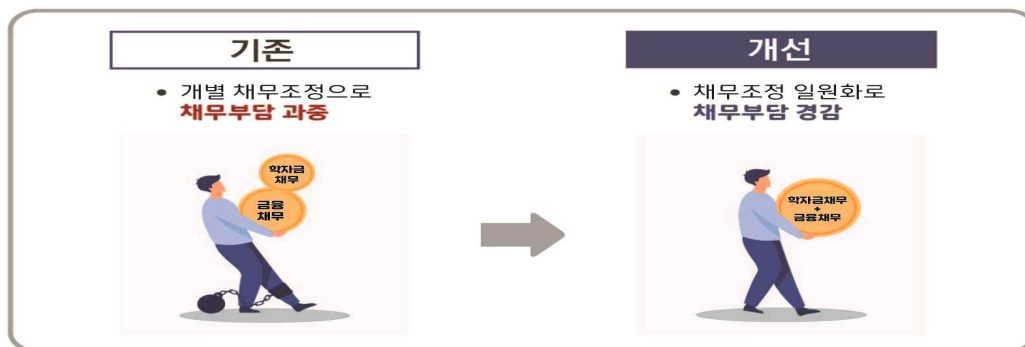 기존
• 개별 채무조정으로
채무부담 과중
학자금
채무
금융
채무
개선
• 채무조정 일원화로
채무부담 경감
학자금채무
+
금융채무